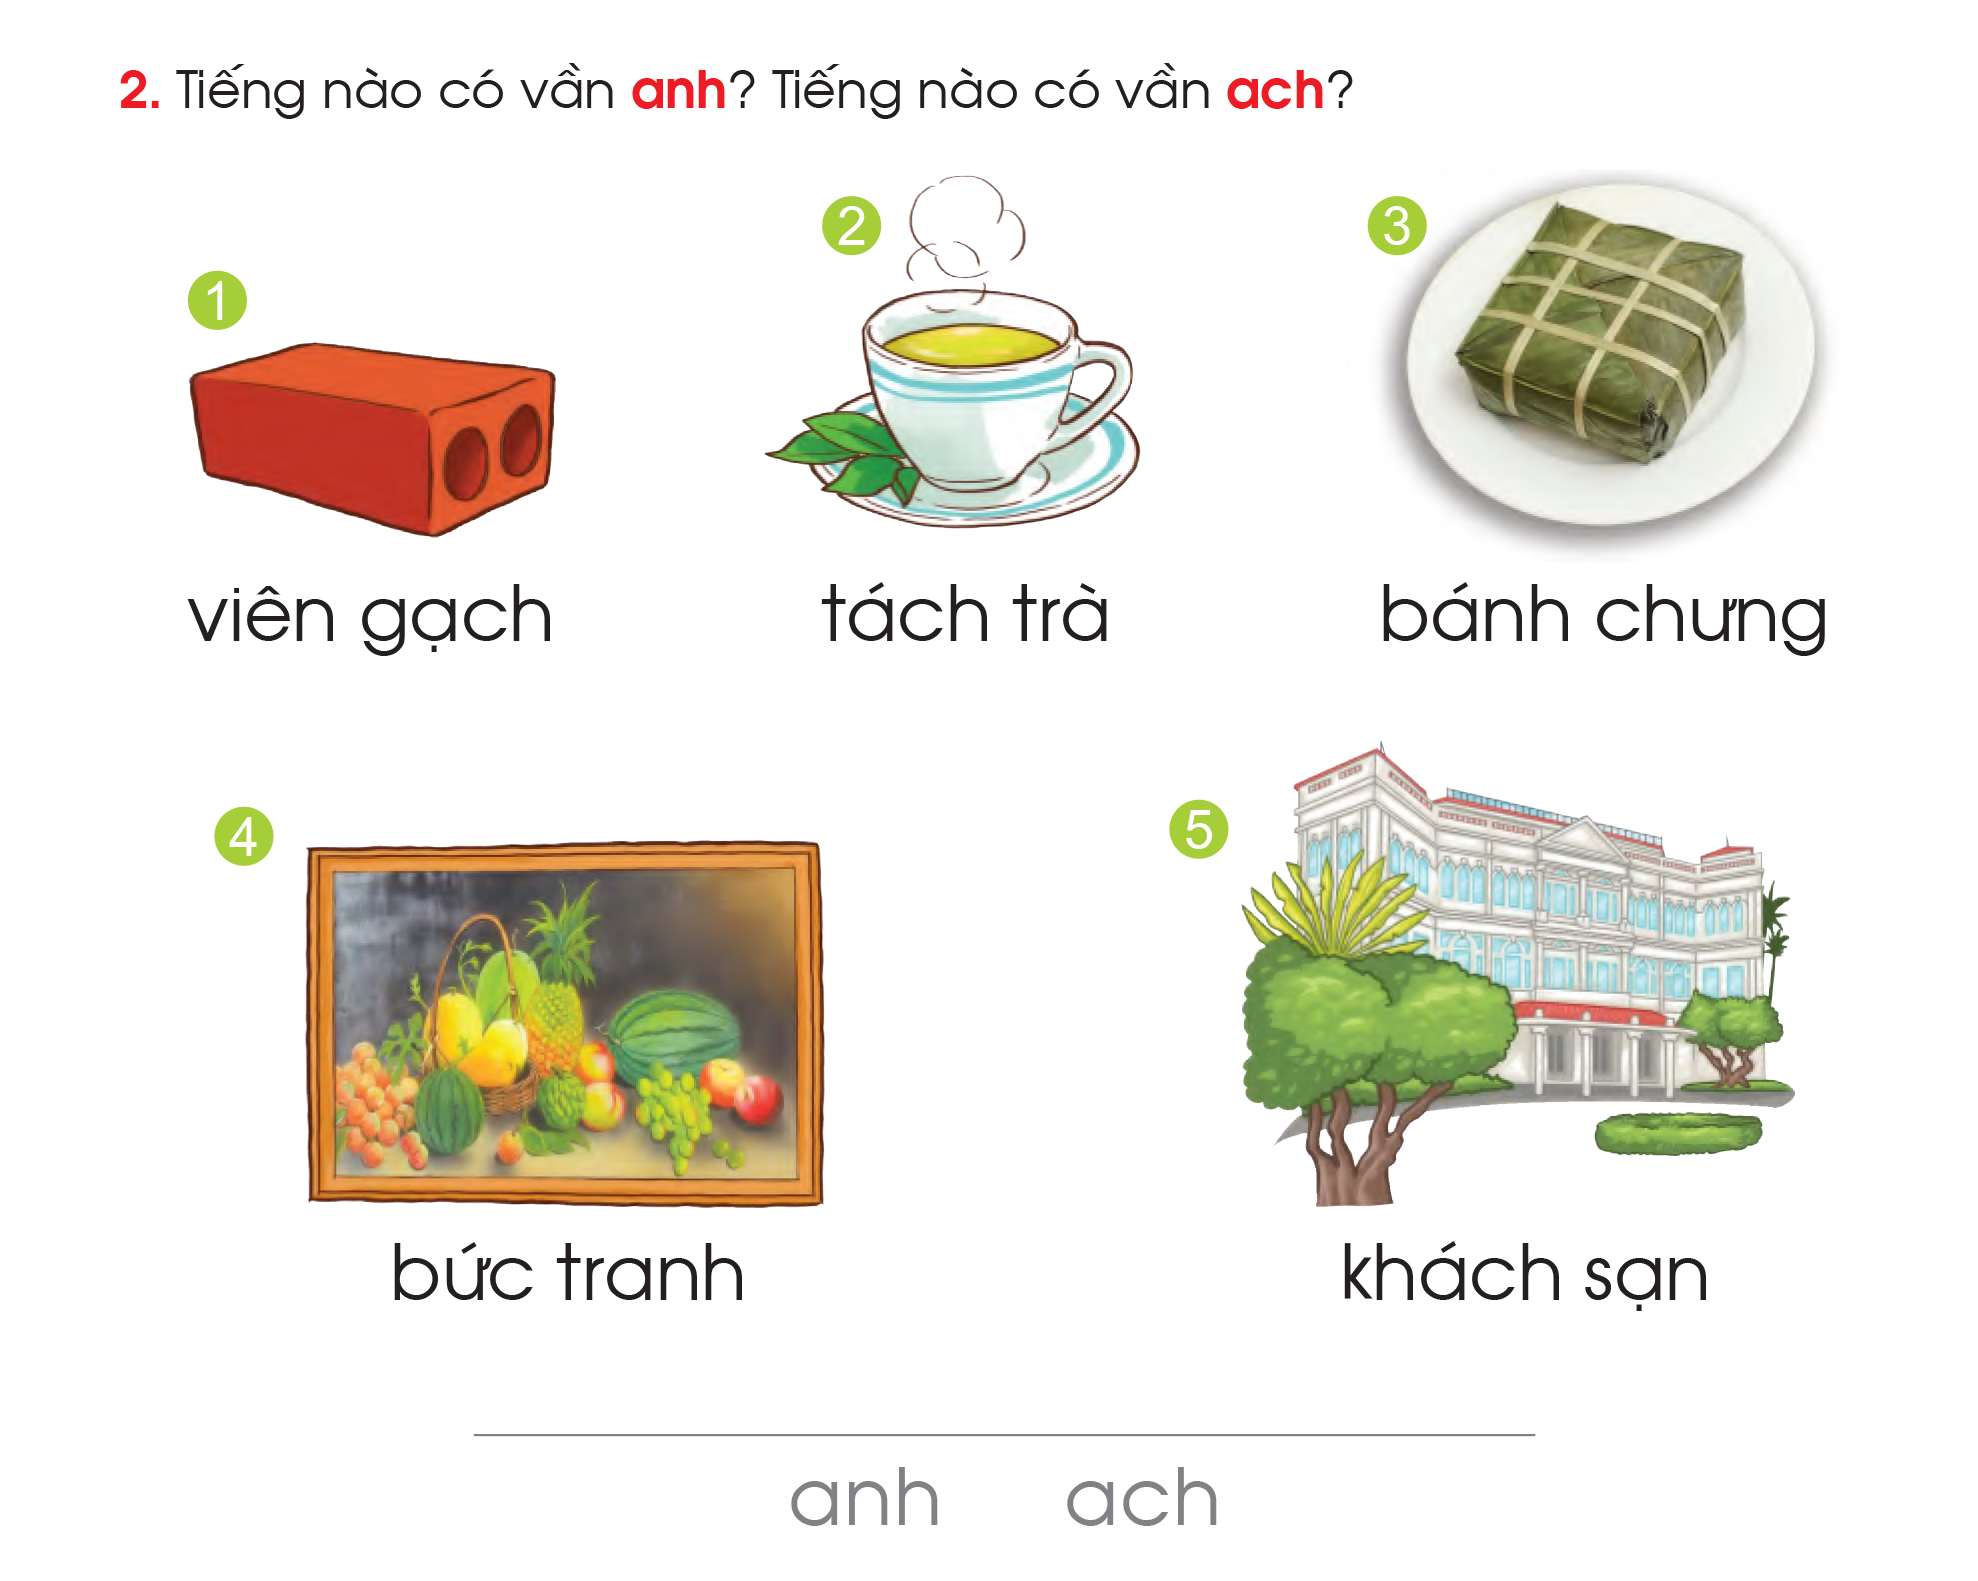 2. Tiếng nào có vần anh? Tiếng nào có vần ach?
1
2
3
viên gạch
tách trà
bánh chưng
4
5
bức tranh
khách sạn
anh ach